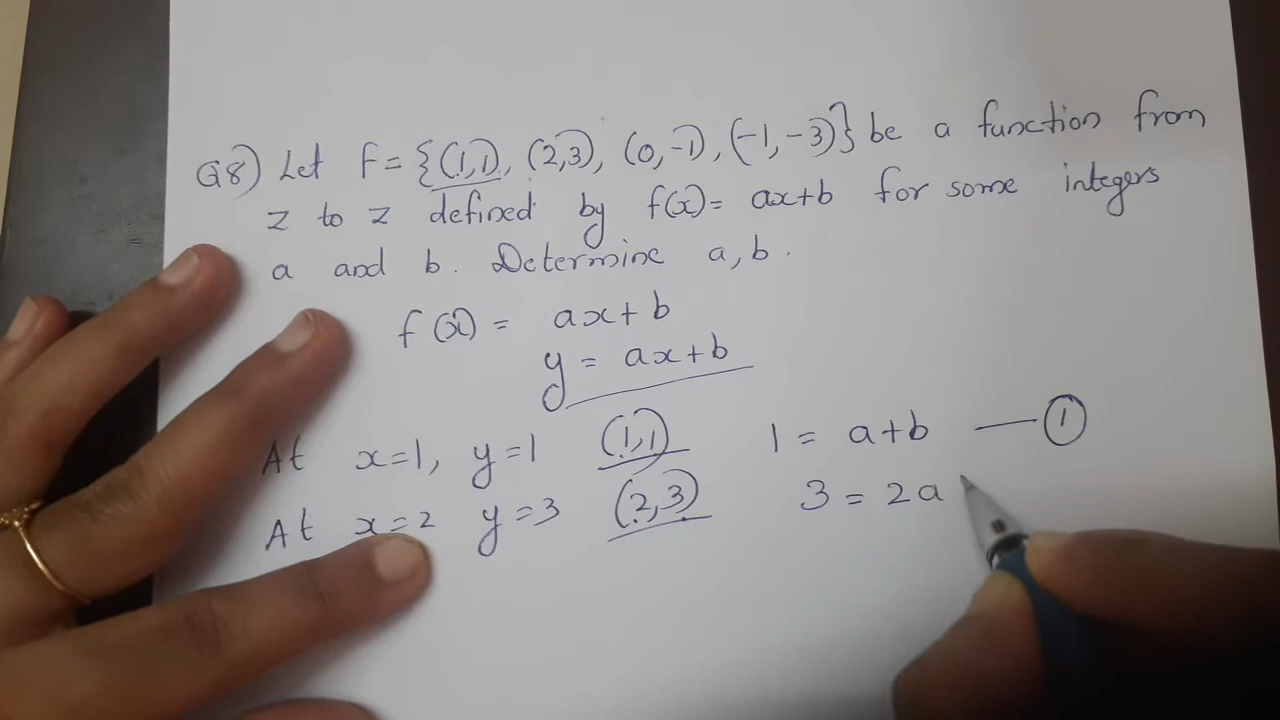 Q8) Let f = {(1,1), (2,3), (0,-1), (-1,-3)} be a function from
z to z defined by f(x) = ax+b for some integers
a and b. Determine a, b.
f(x) = ax+b
y = ax+b
At x=1, y=1 (1,1) 1 = a+b —①
At x=2 y=3 (2,3) 3 = 2a